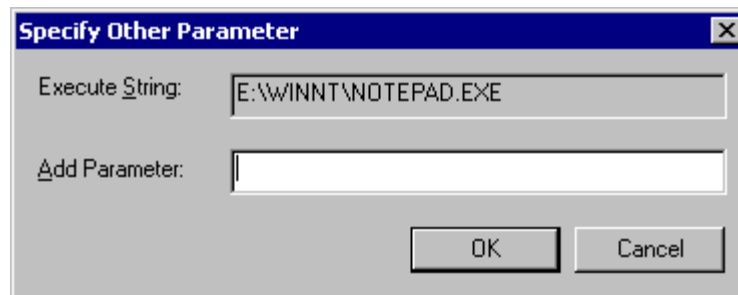 Specify Other Parameter
Execute String: E:\WINNT\NOTEPAD.EXE
Add Parameter:
OK Cancel